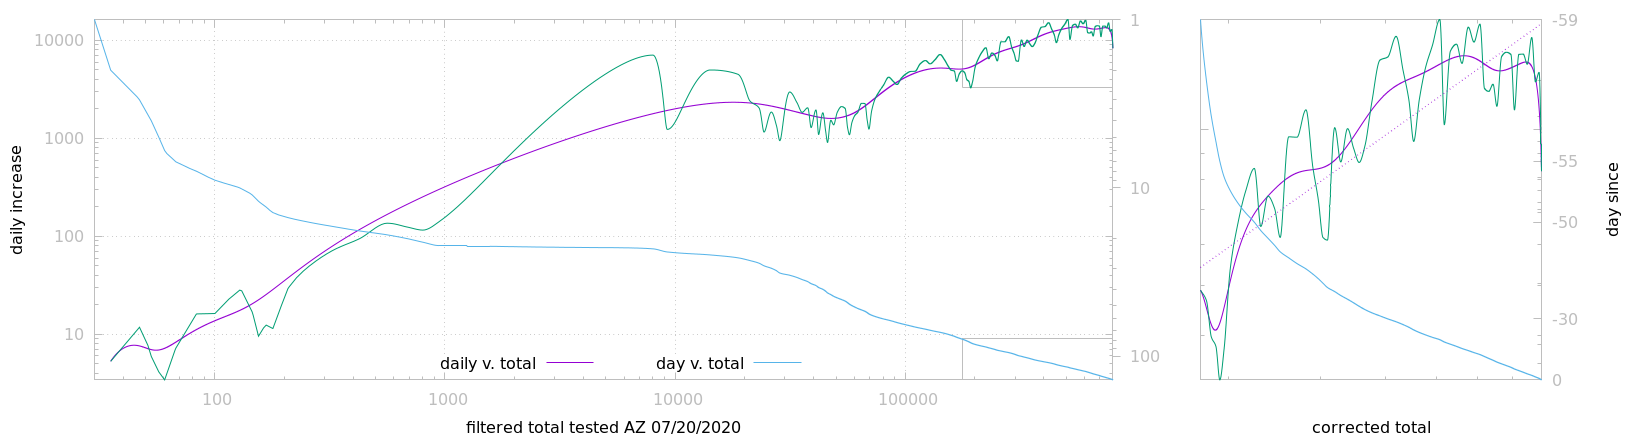 10000
1000
100
10
daily increase
1
10
100
daily v. total
day v. total
100
1000
10000
100000
filtered total tested AZ 07/20/2020
-59
-55
-50
-30
0
day since
corrected total